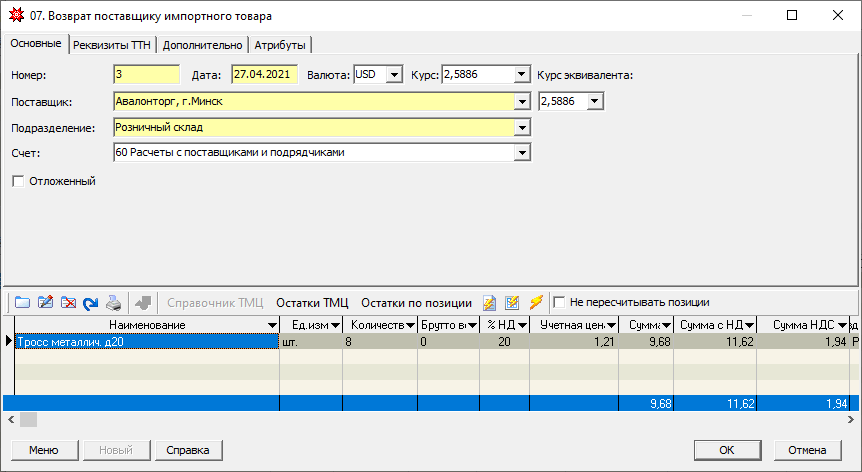 07. Возврат поставщику импортного товара
Основные Реквизиты ТТН Дополнительно Атрибуты
Номер: 3 Дата: 27.04.2021 Валюта: USD Курс: 2,5886 Курс эквивалента:
Поставщик: Авалонторг, г.Минск 2,5886
Подразделение: Розничный склад
Счет: 60 Расчеты с поставщиками и подрядчиками
Отложенный
Справочник ТМЦ Остатки ТМЦ Остатки по позиции Не пересчитывать позиции
Наименование Ед.изм Количеств Брутто в % НД Учетная цен Сумма Сумма с НД Сумма НДС
Тросс металлич. д20 шт. 8 0 20 1,21 9,68 11,62 1,94 Р
9,68 11,62 1,94
Меню Новый Справка ОК Отмена